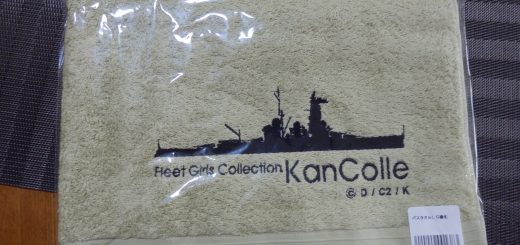 Fleet Girls Collection KanColle
© D / C2 / K